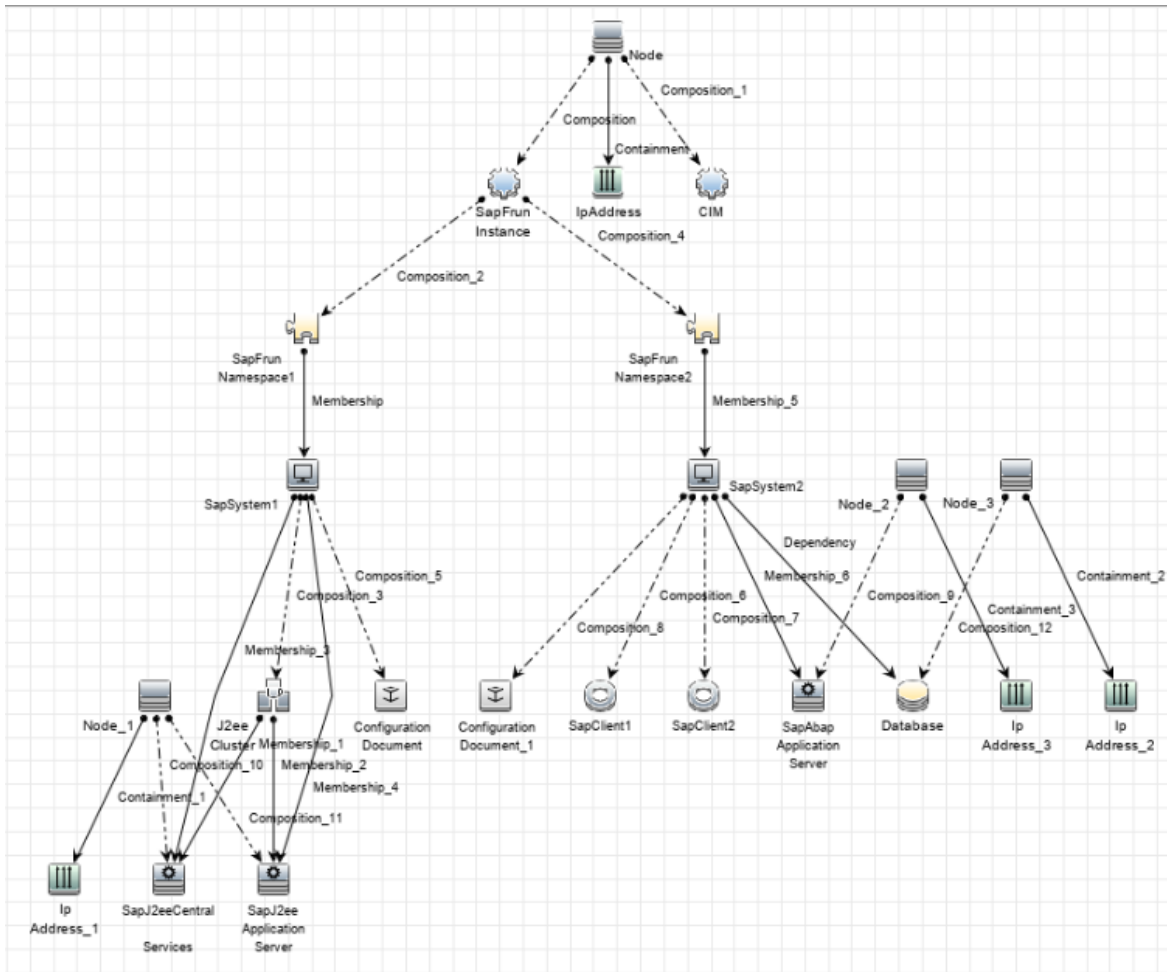 Node
Composition_1
Composition
Containment
SapFrun
Instance
IpAddress
CIM
Composition_4
Composition_2
SapFrun
Namespace1
SapFrun
Namespace2
Membership
Membership_5
SapSystem1
SapSystem2
Node_2
Node_3
Dependency
Composition_5
Membership_6
Containment_2
Composition_3
Composition_6
Composition_9
Containment_3
Composition_8
Composition_7
Composition_12
Membership_3
Node_1
J2ee
Cluster
Configuration
Document
Configuration
Document_1
SapClient1
SapClient2
SapAbap
Application
Server
Database
Ip
Address_3
Ip
Address_2
Membership_1
Composition_10
Membership_2
Membership_4
Containment_1
Composition_11
Ip
Address_1
SapJ2eeCentral
Services
SapJ2ee
Application
Server